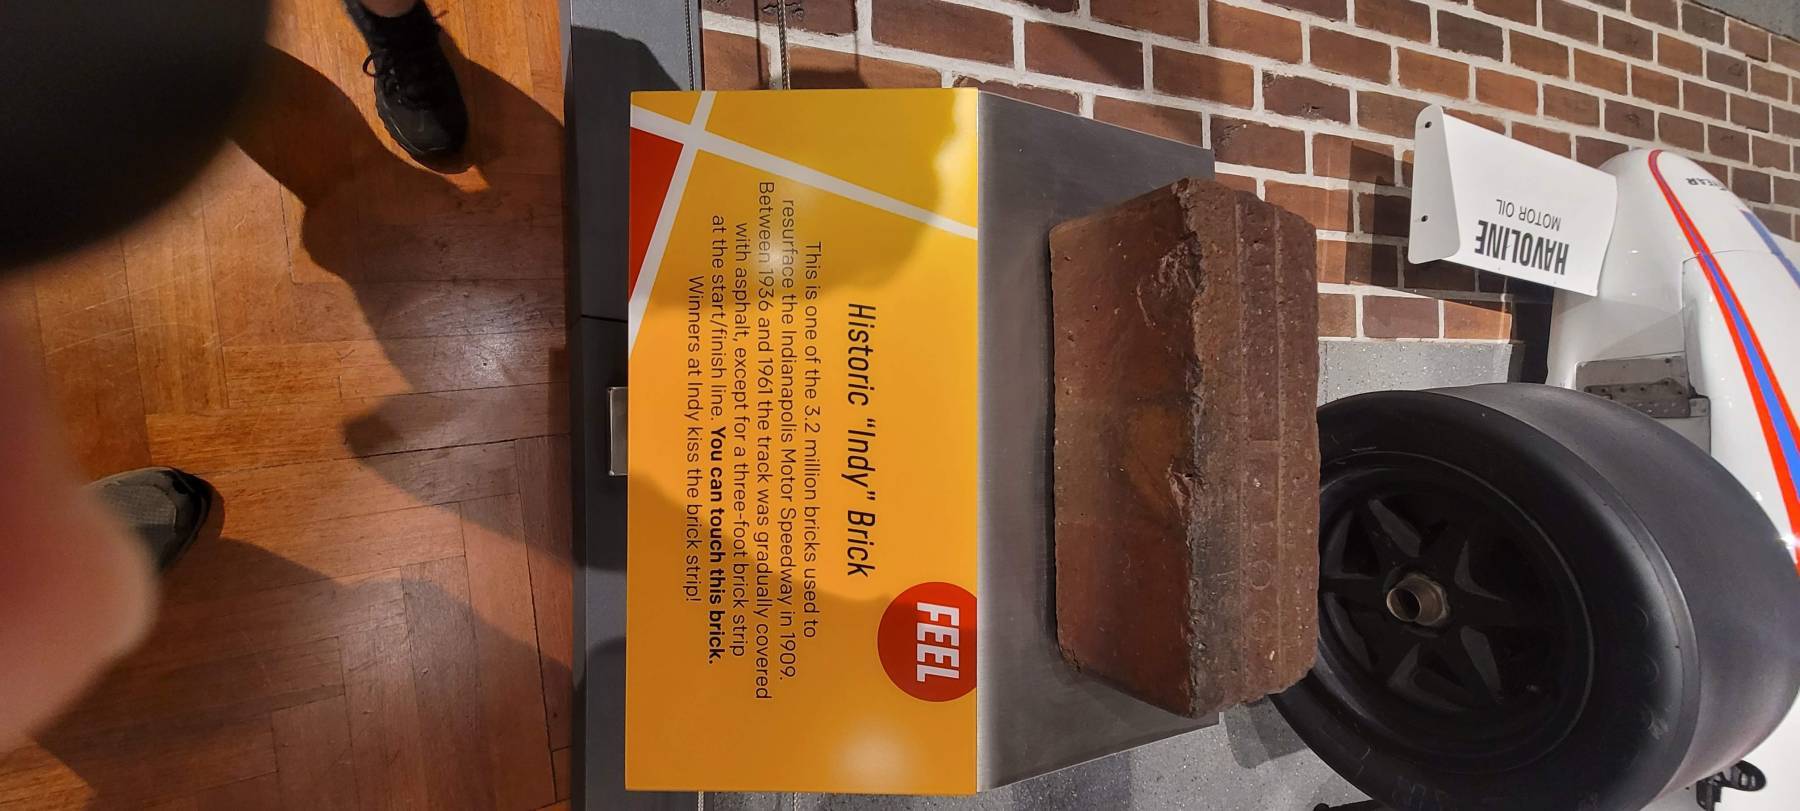 FEEL
Historic “Indy” Brick
This is one of the 3.2 million bricks used to
resurface the Indianapolis Motor Speedway in 1909.
Between 1936 and 1961 the track was gradually covered
with asphalt, except for a three-foot brick strip
at the start/finish line. You can touch this brick.
Winners at Indy kiss the brick strip!
HAVOLINE
MOTOR OIL